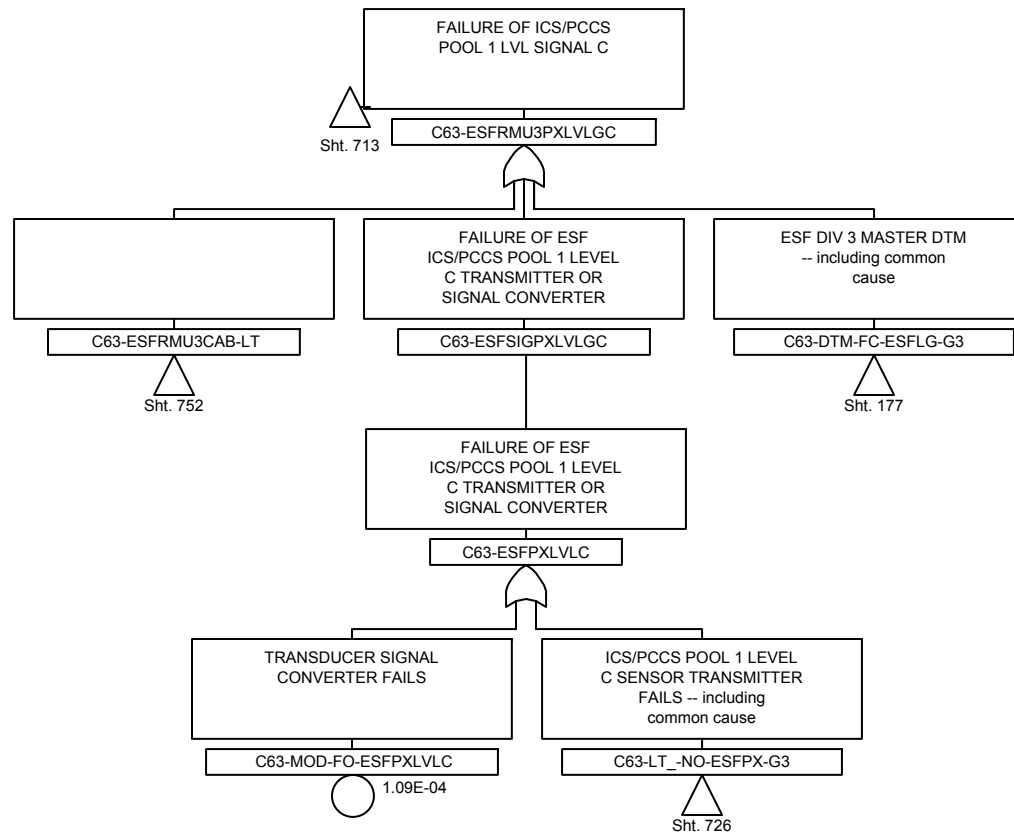 FAILURE OF ICS/PCCS
POOL 1 LVL SIGNAL C
Sht. 713
C63-ESFRMU3PXLVLGC
C63-ESFRMU3CAB-LT
Sht. 752
FAILURE OF ESF
ICS/PCCS POOL 1 LEVEL
C TRANSMITTER OR
SIGNAL CONVERTER
C63-ESFSIGPXLVLGC
ESF DIV 3 MASTER DTM
-- including common
cause
C63-DTM-FC-ESFLG-G3
Sht. 177
FAILURE OF ESF
ICS/PCCS POOL 1 LEVEL
C TRANSMITTER OR
SIGNAL CONVERTER
C63-ESFPXLVLC
TRANSDUCER SIGNAL
CONVERTER FAILS
C63-MOD-FO-ESFPXLVLC
1.09E-04
ICS/PCCS POOL 1 LEVEL
C SENSOR TRANSMITTER
FAILS -- including
common cause
C63-LT_-NO-ESFPX-G3
Sht. 726